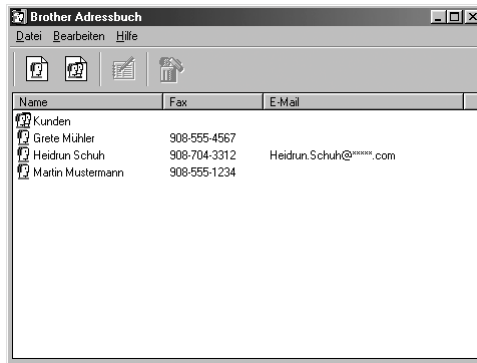 Brother Adressbuch
Datei Bearbeiten Hilfe
Name Fax E-Mail
Kunden
Grete Mühler 908-555-4567
Heidrun Schuh 908-704-3312 Heidrun.Schuh@*****.com
Martin Mustermann 908-555-1234